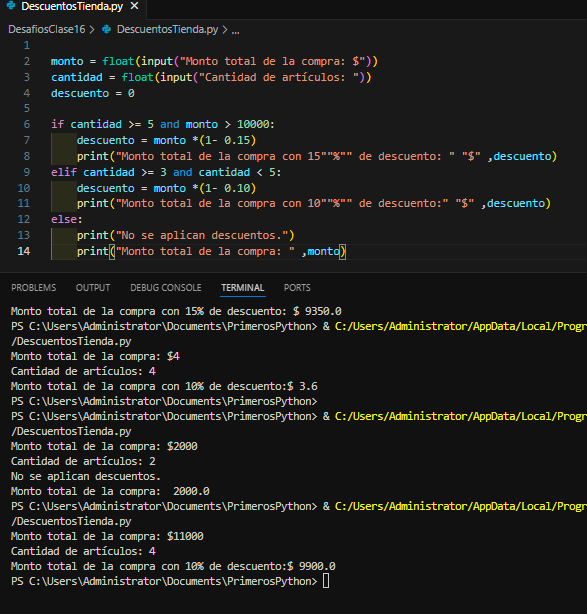 DescuentosTienda.py
DesafiosClase16 > DescuentosTienda.py > ...
1
2 monto = float(input("Monto total de la compra: $"))
3 cantidad = float(input("Cantidad de artículos: "))
4 descuento = 0
5
6 if cantidad >= 5 and monto > 10000:
7 descuento = monto *(1- 0.15)
8 print("Monto total de la compra con 15""%"" de descuento: " "$" ,descuento)
9 elif cantidad >= 3 and cantidad < 5:
10 descuento = monto *(1- 0.10)
11 print("Monto total de la compra con 10""%"" de descuento:" "$" ,descuento)
12 else:
13 print("No se aplican descuentos.")
14 print("Monto total de la compra: " ,monto)
PROBLEMS OUTPUT DEBUG CONSOLE TERMINAL PORTS
Monto total de la compra con 15% de descuento: $ 9350.0
PS C:\Users\Administrator\Documents\PrimerosPython> & C:/Users/Administrator/AppData/Local/Progr
/DescuentosTienda.py
Monto total de la compra: $4
Cantidad de artículos: 4
Monto total de la compra con 10% de descuento:$ 3.6
PS C:\Users\Administrator\Documents\PrimerosPython>
PS C:\Users\Administrator\Documents\PrimerosPython> & C:/Users/Administrator/AppData/Local/Progr
/DescuentosTienda.py
Monto total de la compra: $2000
Cantidad de artículos: 2
No se aplican descuentos.
Monto total de la compra:  2000.0
PS C:\Users\Administrator\Documents\PrimerosPython> & C:/Users/Administrator/AppData/Local/Progr
/DescuentosTienda.py
Monto total de la compra: $11000
Cantidad de artículos: 4
Monto total de la compra con 10% de descuento:$ 9900.0
PS C:\Users\Administrator\Documents\PrimerosPython>